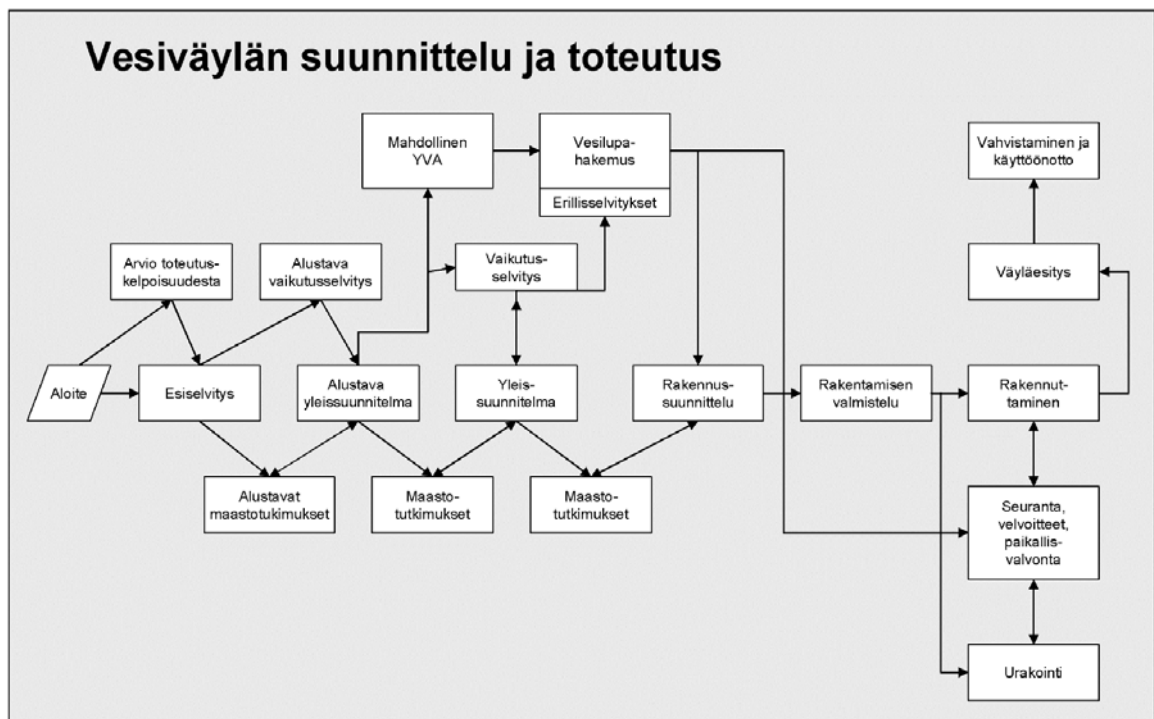 Vesiväylän suunnittelu ja toteutus
Mahdollinen
YVA
Vesilupa-
hakemus
Erillisselvitykset
Vahvistaminen ja
käyttöönotto
Arvio toteutus-
kelpoisuudesta
Alustava
vaikutusselvitys
Vaikutus-
selvitys
Väyläesitys
Aloite
Esiselvitys
Alustava
yleissuunnitelma
Yleis-
suunnitelma
Rakennus-
suunnittelu
Rakentamisen
valmistelu
Rakennut-
taminen
Alustavat
maastotukimukset
Maasto-
tutkimukset
Maasto-
tutkimukset
Seuranta,
velvoitteet,
paikallis-
valvonta
Urakointi